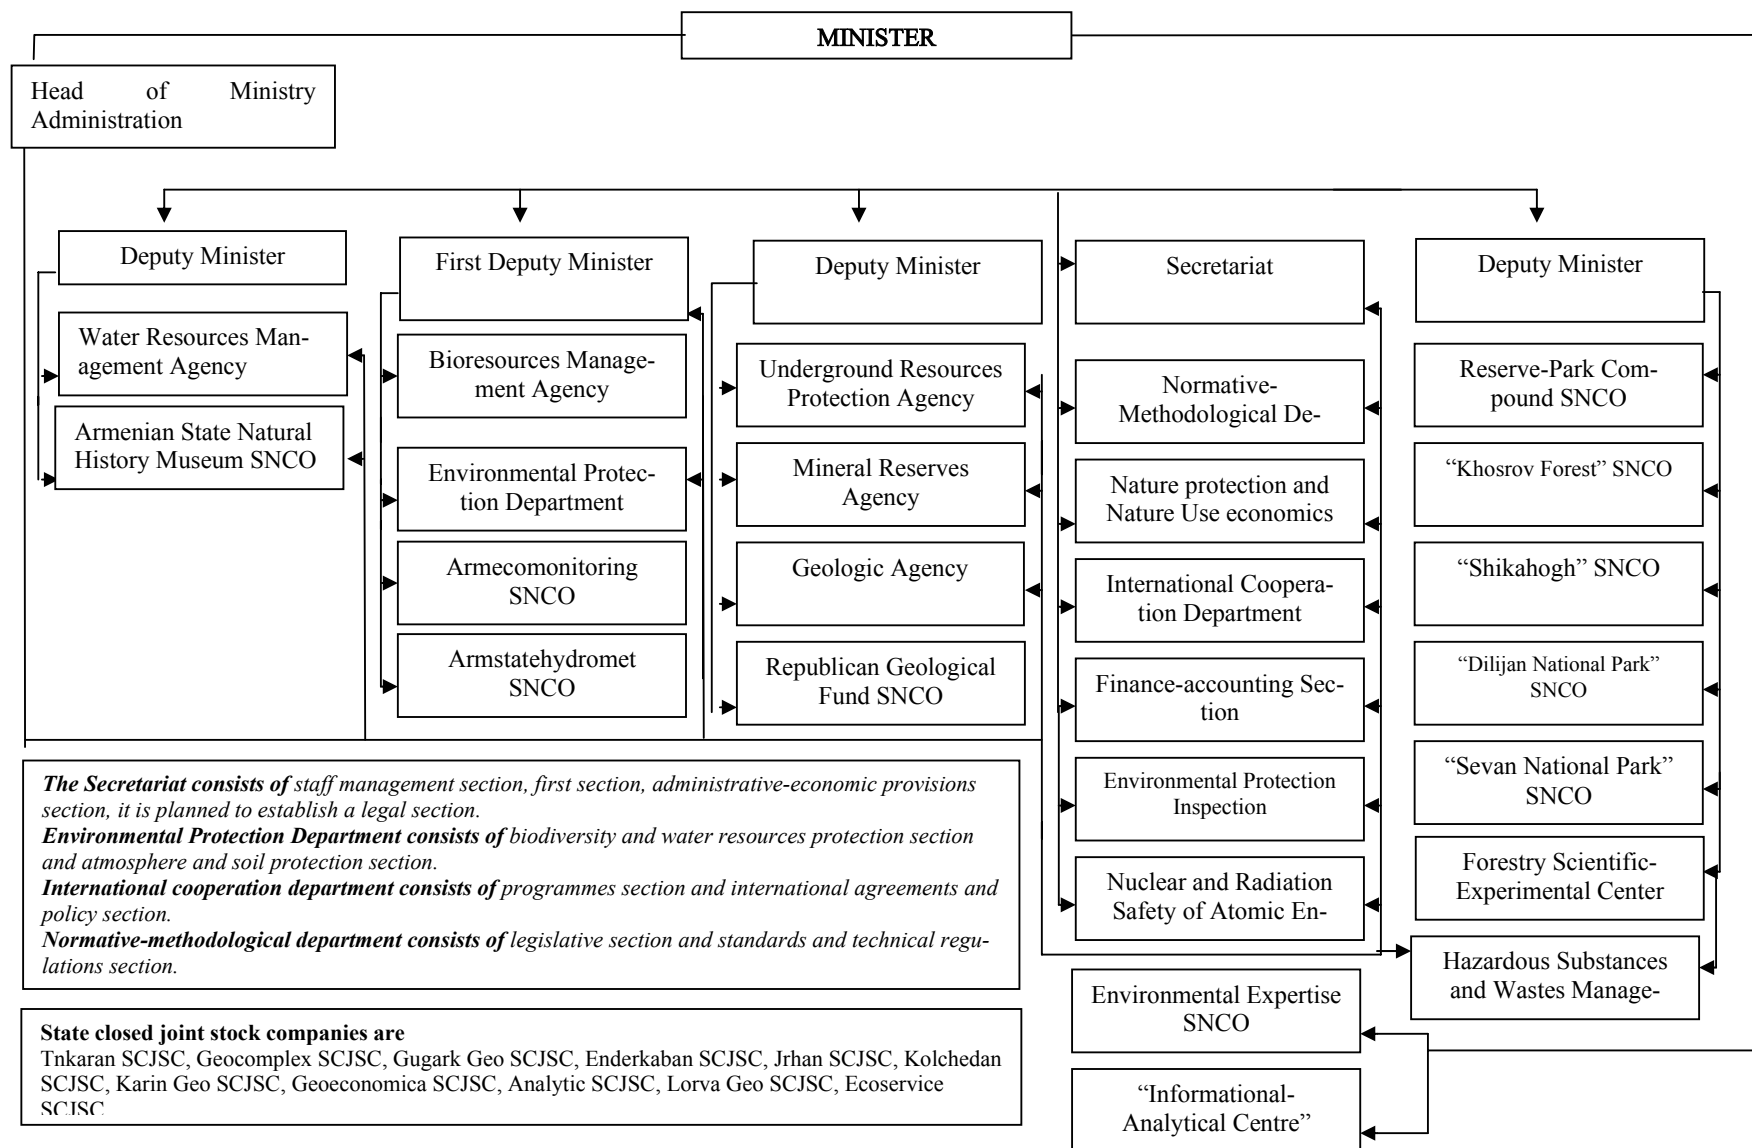 MINISTER
Head of Ministry
Administration
Deputy Minister
Water Resources Man-
agement Agency
Armenian State Natural
History Museum SNCO
First Deputy Minister
Bioresources Manage-
ment Agency
Environmental Protec-
tion Department
Armecomonitoring
SNCO
Armstatehydromet
SNCO
Deputy Minister
Underground Resources
Protection Agency
Mineral Reserves
Agency
Geologic Agency
Republican Geological
Fund SNCO
Secretariat
Normative-
Methodological De-
Nature protection and
Nature Use economics
International Coopera-
tion Department
Finance-accounting Sec-
tion
Environmental Protection
Inspection
Nuclear and Radiation
Safety of Atomic En-
Environmental Expertise
SNCO
“Informational-
Analytical Centre”
Deputy Minister
Reserve-Park Com-
pound SNCO
“Khosrov Forest” SNCO
“Shikahogh” SNCO
“Dilijan National Park”
SNCO
“Sevan National Park”
SNCO
Forestry Scientific-
Experimental Center
Hazardous Substances
and Wastes Manage-
The Secretariat consists of staff management section, first section, administrative-economic provisions
section, it is planned to establish a legal section.
Environmental Protection Department consists of biodiversity and water resources protection section
and atmosphere and soil protection section.
International cooperation department consists of programmes section and international agreements and
policy section.
Normative-methodological department consists of legislative section and standards and technical regu-
lations section.
State closed joint stock companies are
Tnkaran SCJSC, Geocomplex SCJSC, Gugark Geo SCJSC, Enderkaban SCJSC, Jrhan SCJSC, Kolchedan
SCJSC, Karin Geo SCJSC, Geoeconomica SCJSC, Analytic SCJSC, Lorva Geo SCJSC, Ecoservice
SCJSC